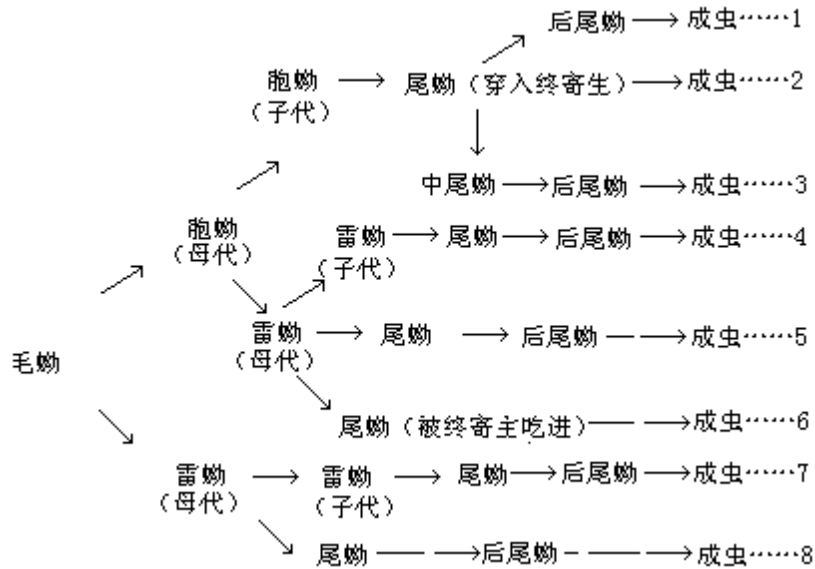 后尾蚴 → 成虫……1
胞蚴 → 尾蚴（穿入终寄生） → 成虫……2
（子代）
中尾蚴 → 后尾蚴 → 成虫……3
胞蚴
（母代）
雷蚴 → 尾蚴 → 后尾蚴 → 成虫……4
（子代）
雷蚴 → 尾蚴 → 后尾蚴 → 成虫……5
（母代）
毛蚴
尾蚴（被终寄主吃进） → 成虫……6
雷蚴 → 雷蚴 → 尾蚴 → 后尾蚴 → 成虫……7
（母代） （子代）
尾蚴 → 后尾蚴 → 成虫……8